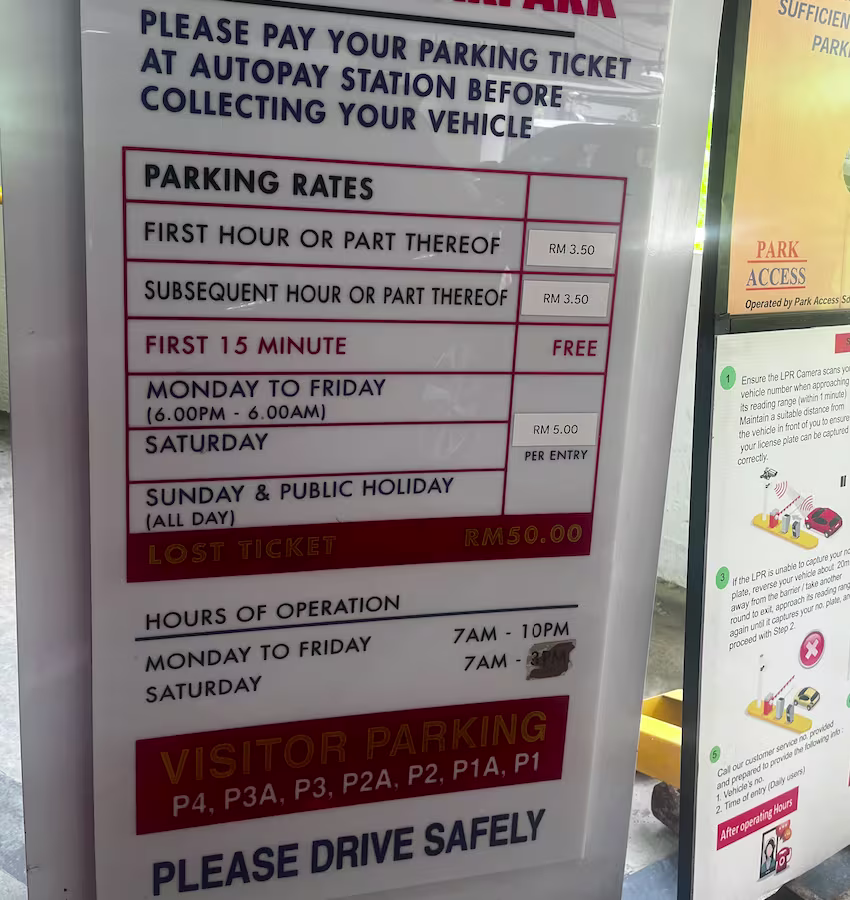 PLEASE PAY YOUR PARKING TICKET
AT AUTOPAY STATION BEFORE
COLLECTING YOUR VEHICLE
PARKING RATES
FIRST HOUR OR PART THEREOF RM 3.50
SUBSEQUENT HOUR OR PART THEREOF RM 3.50
FIRST 15 MINUTE FREE
MONDAY TO FRIDAY
(6.00PM - 6.00AM)
SATURDAY
SUNDAY & PUBLIC HOLIDAY
(ALL DAY)
RM 5.00
PER ENTRY
LOST TICKET RM50.00
HOURS OF OPERATION
MONDAY TO FRIDAY 7AM - 10PM
SATURDAY 7AM -
VISITOR PARKING
P4, P3A, P3, P2A, P2, P1A, P1
PLEASE DRIVE SAFELY
PARK
ACCESS
Operated by Park Access
1
Ensure the LPR Camera scans
vehicle number when approaching
its reading range (within 1 minute)
Maintain a suitable distance from
the vehicle in front of you to ensure
your license plate can be captured
correctly.
3
If the LPR is unable to capture your
plate, reverse your vehicle about 20m
away from the barrier / take another
round to exit, approach its reading
again until it captures your no. plate,
proceed with Step 2.
5
Call our customer service no. provided
and prepared to provide the following info :
1. Vehicle's no.
2. Time of entry (Daily users)
After operating Hours